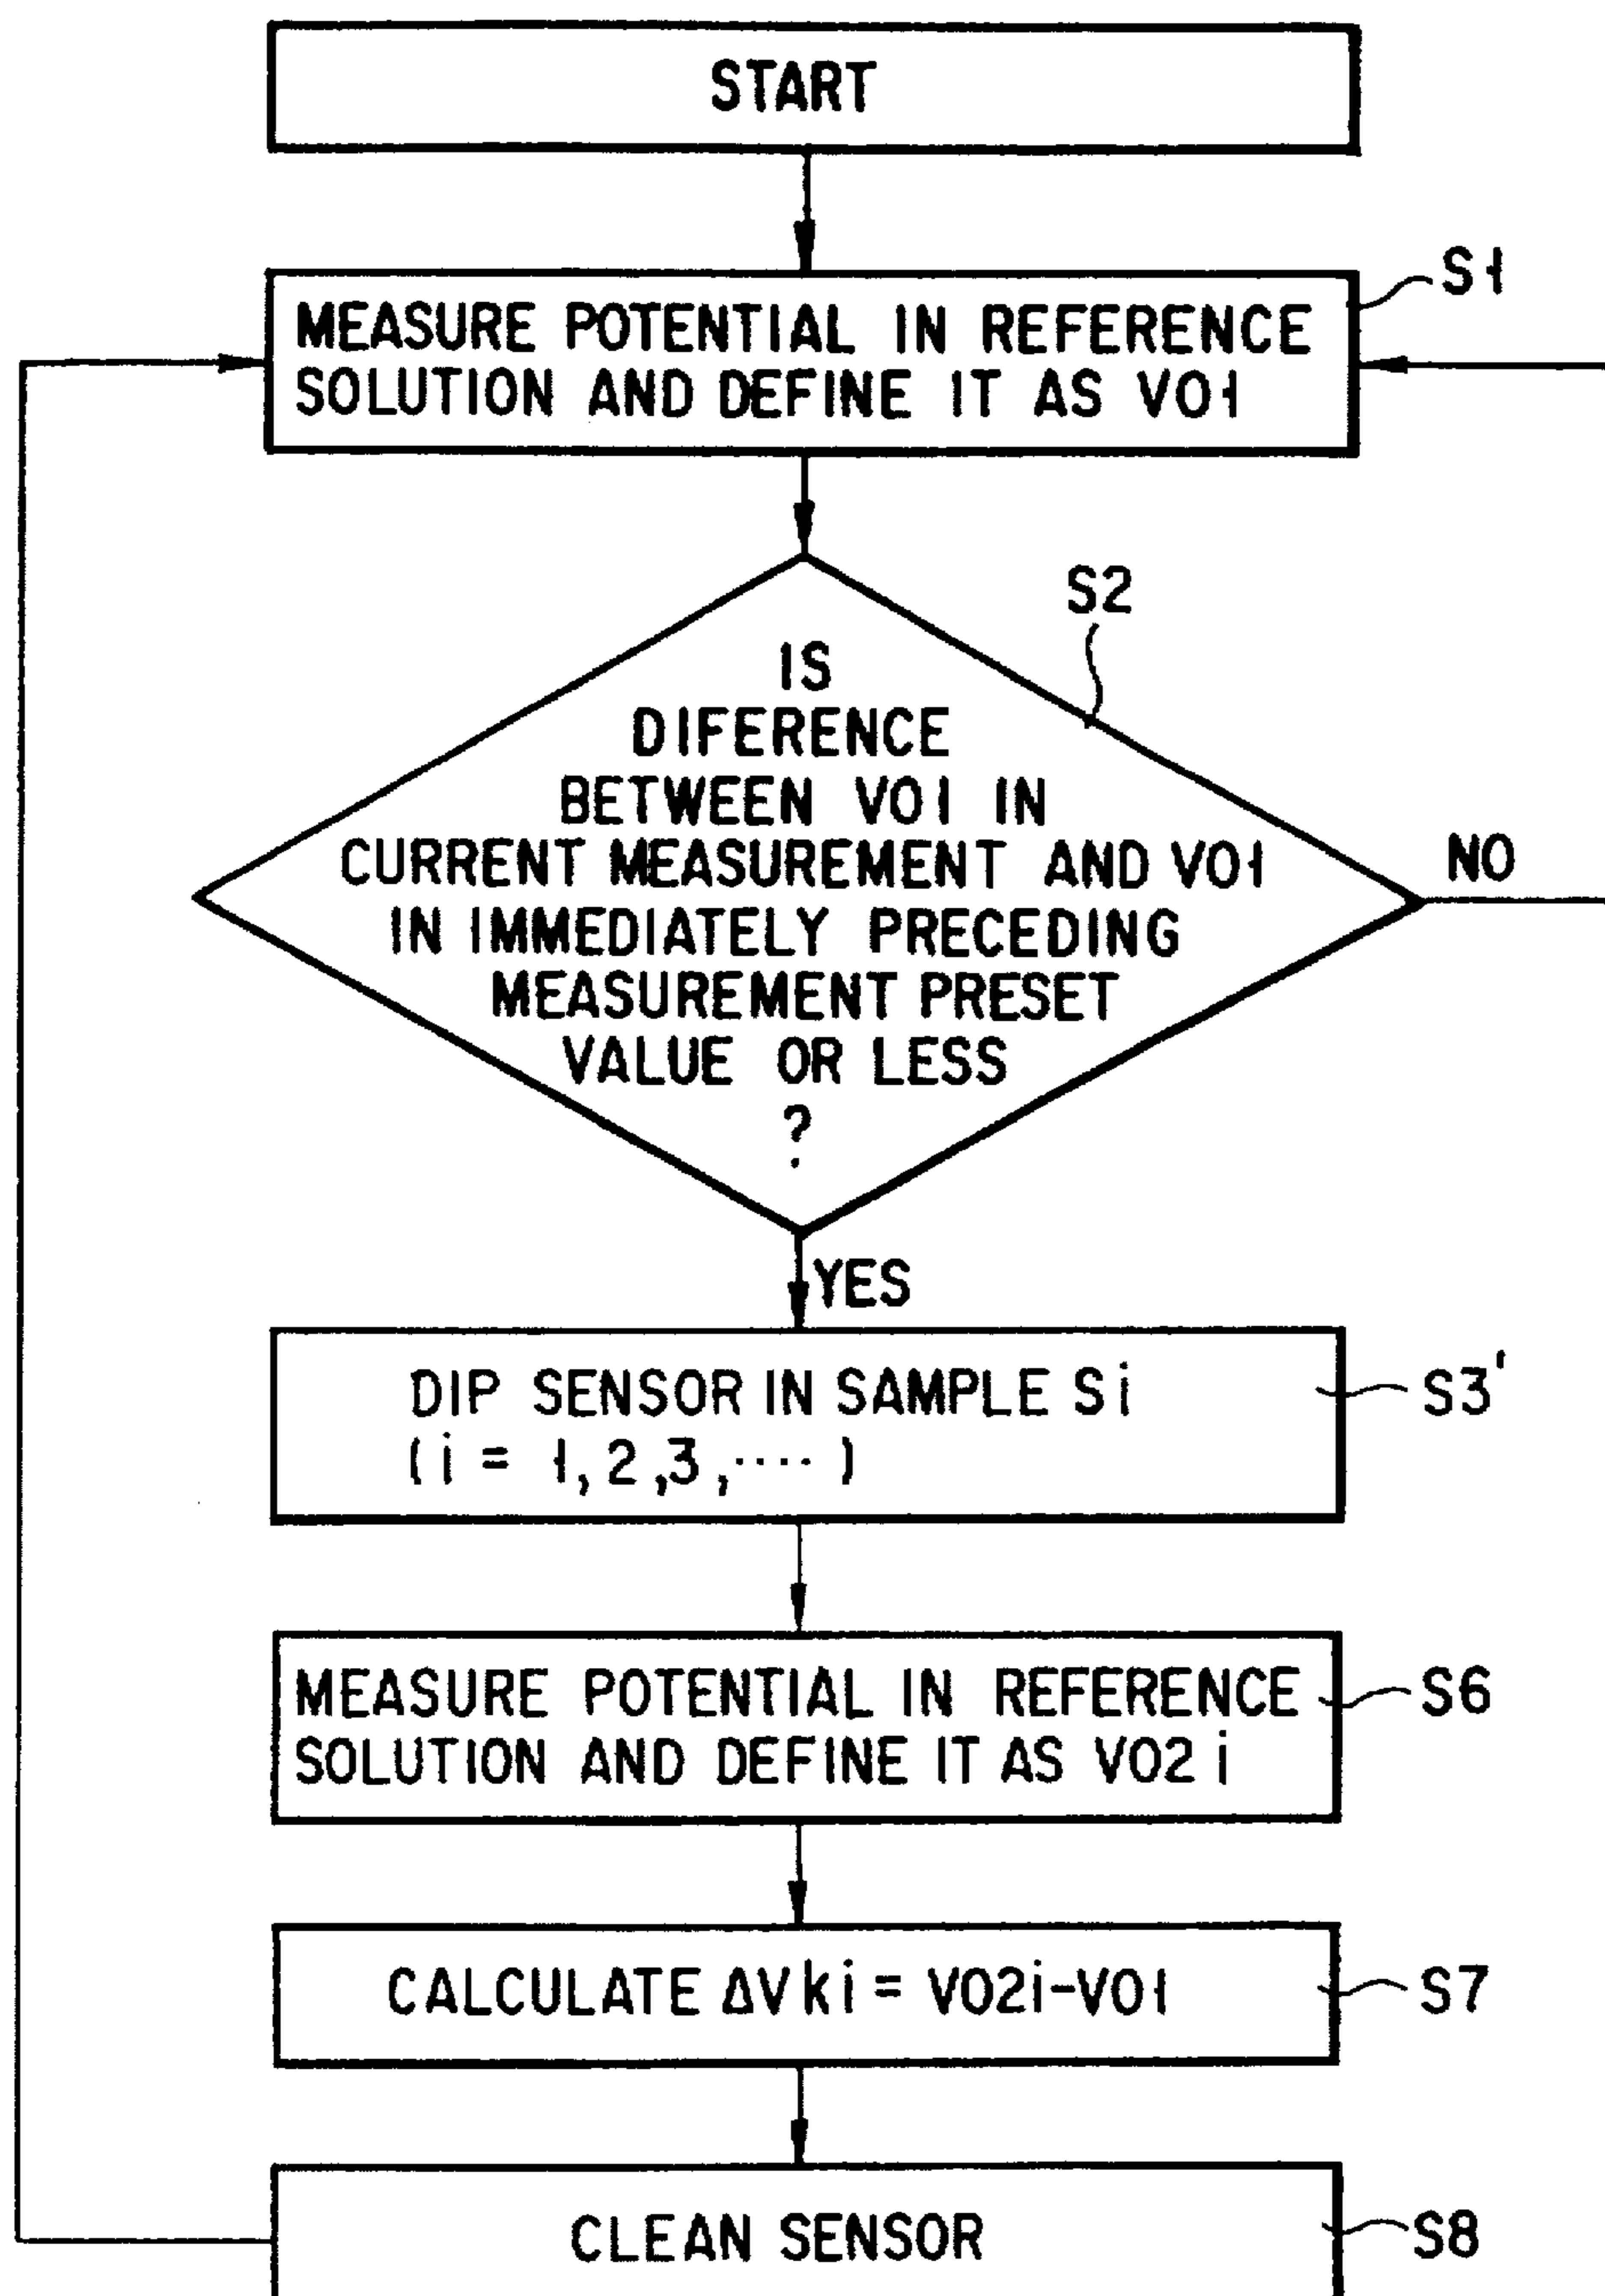 START
S1
MEASURE POTENTIAL IN REFERENCE
SOLUTION AND DEFINE IT AS V01
S2
IS
DIFERENCE
BETWEEN V01 IN
CURRENT MEASUREMENT AND V01
IN IMMEDIATELY PRECEDING
MEASUREMENT PRESET
VALUE OR LESS
?
NO
YES
DIP SENSOR IN SAMPLE Si
(i = 1,2,3,····)
S3'
MEASURE POTENTIAL IN REFERENCE
SOLUTION AND DEFINE IT AS V02i
S6
CALCULATE ΔVki = V02i-V01
S7
CLEAN SENSOR
S8